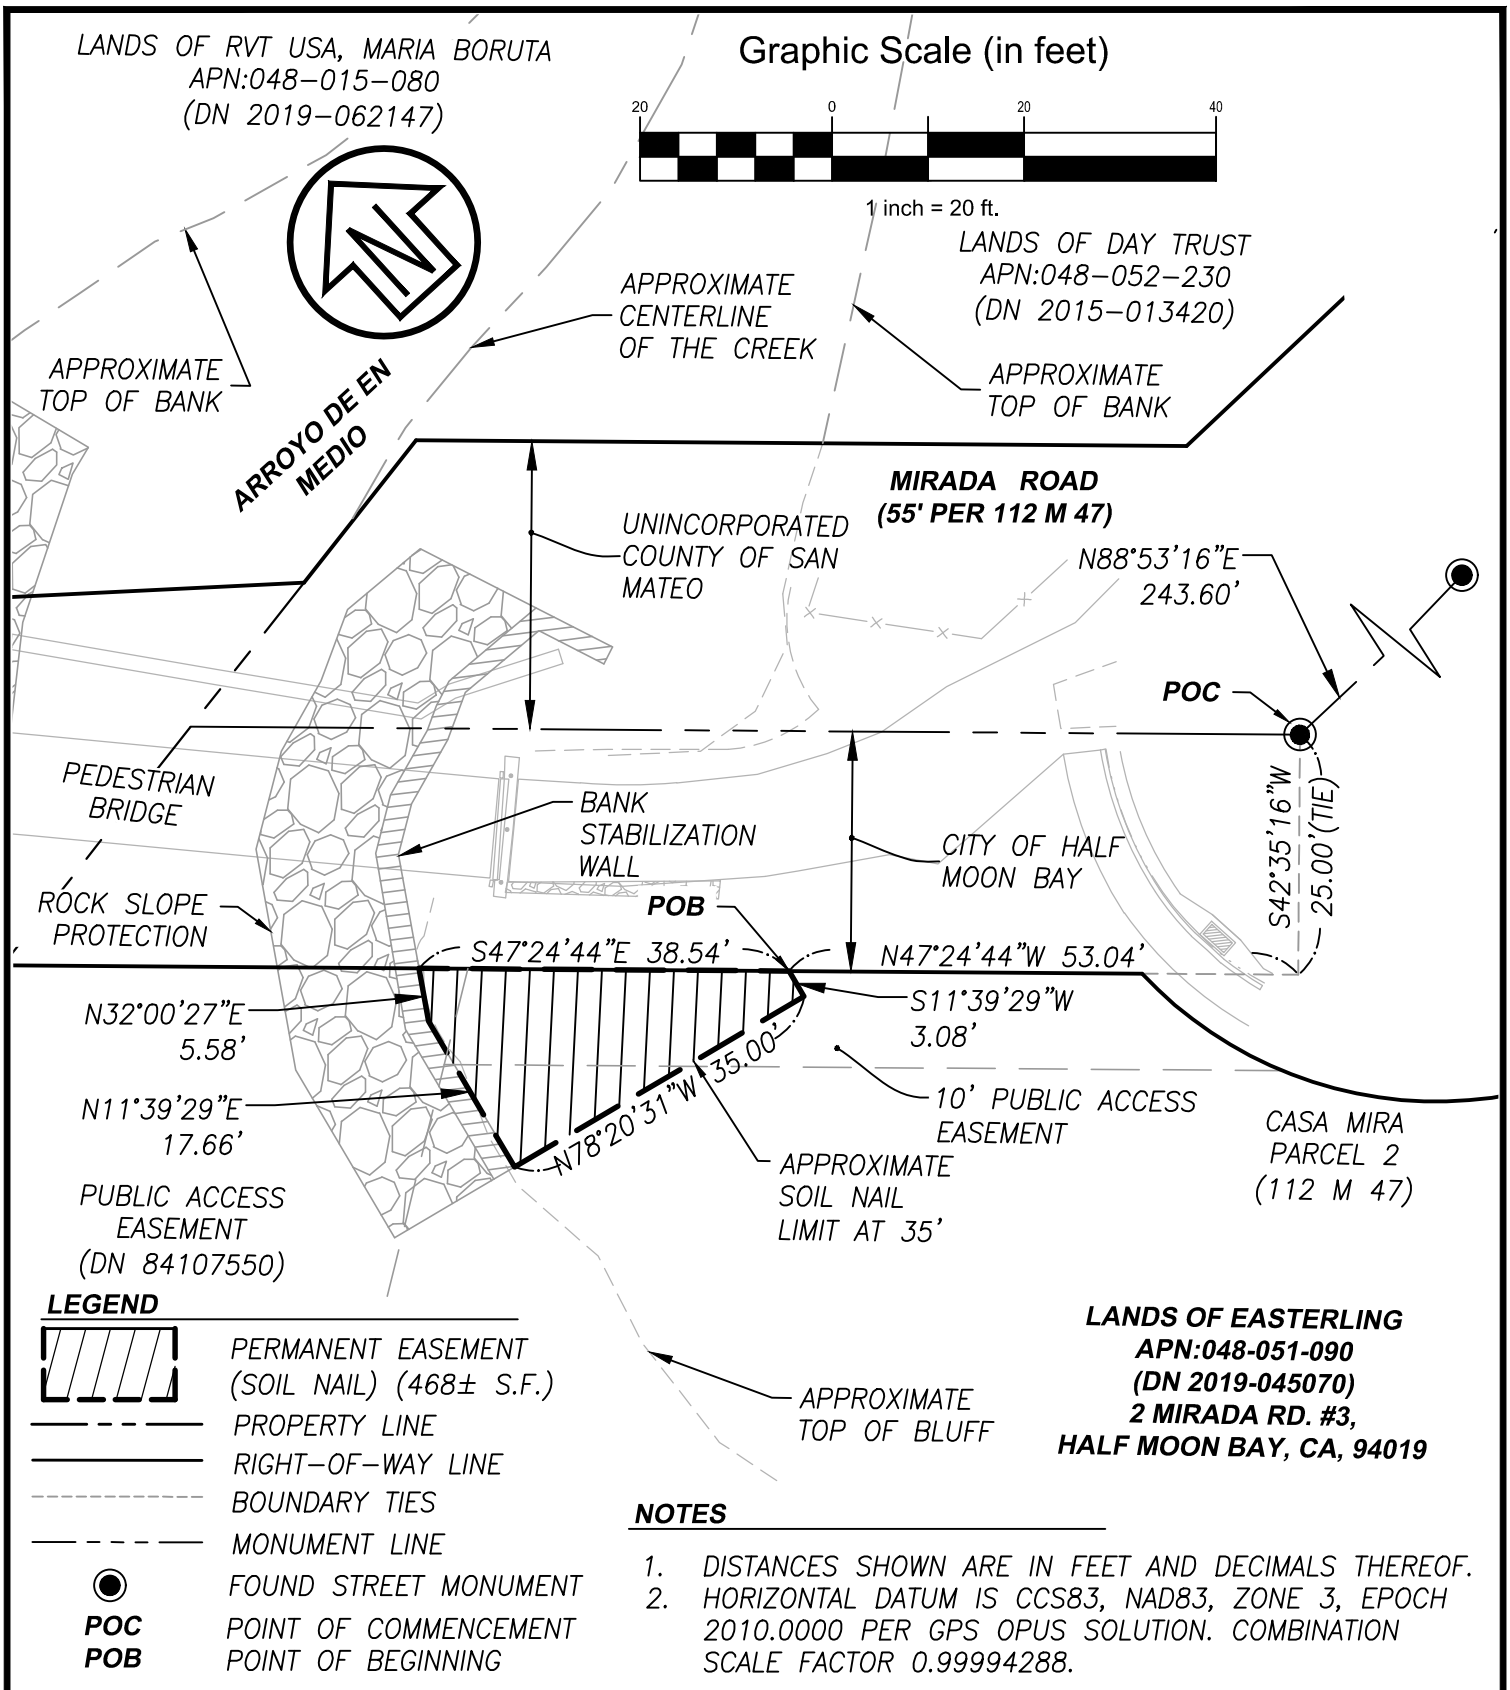 LANDS OF RVT USA, MARIA BORUTA
APN:048-015-080
(DN 2019-062147)
Graphic Scale (in feet)
20 0 20 40
1 inch = 20 ft.
LANDS OF DAY TRUST
APN:048-052-230
(DN 2015-013420)
N
APPROXIMATE
CENTERLINE
OF THE CREEK
APPROXIMATE
TOP OF BANK
APPROXIMATE
TOP OF BANK
ARROYO DE EN
MEDIO
MIRADA ROAD
(55' PER 112 M 47)
UNINCORPORATED
COUNTY OF SAN
MATEO
N88°53'16"E
243.60'
POC
S42°35'16"W
25.00'(TIE)
PEDESTRIAN
BRIDGE
BANK
STABILIZATION
WALL
CITY OF HALF
MOON BAY
ROCK SLOPE
PROTECTION
POB
S47°24'44"E 38.54'
N47°24'44"W 53.04'
N32°00'27"E
5.58'
S11°39'29"W
3.08'
N78°20'31"W 35.00'
N11°39'29"E
17.66'
10' PUBLIC ACCESS
EASEMENT
CASA MIRA
PARCEL 2
(112 M 47)
APPROXIMATE
SOIL NAIL
LIMIT AT 35'
PUBLIC ACCESS
EASEMENT
(DN 84107550)
LEGEND
PERMANENT EASEMENT
(SOIL NAIL) (468± S.F.)
PROPERTY LINE
RIGHT-OF-WAY LINE
BOUNDARY TIES
MONUMENT LINE
FOUND STREET MONUMENT
POC POINT OF COMMENCEMENT
POB POINT OF BEGINNING
APPROXIMATE
TOP OF BLUFF
LANDS OF EASTERLING
APN:048-051-090
(DN 2019-045070)
2 MIRADA RD. #3,
HALF MOON BAY, CA, 94019
NOTES
1. DISTANCES SHOWN ARE IN FEET AND DECIMALS THEREOF.
2. HORIZONTAL DATUM IS CCS83, NAD83, ZONE 3, EPOCH
2010.0000 PER GPS OPUS SOLUTION. COMBINATION
SCALE FACTOR 0.99994288.